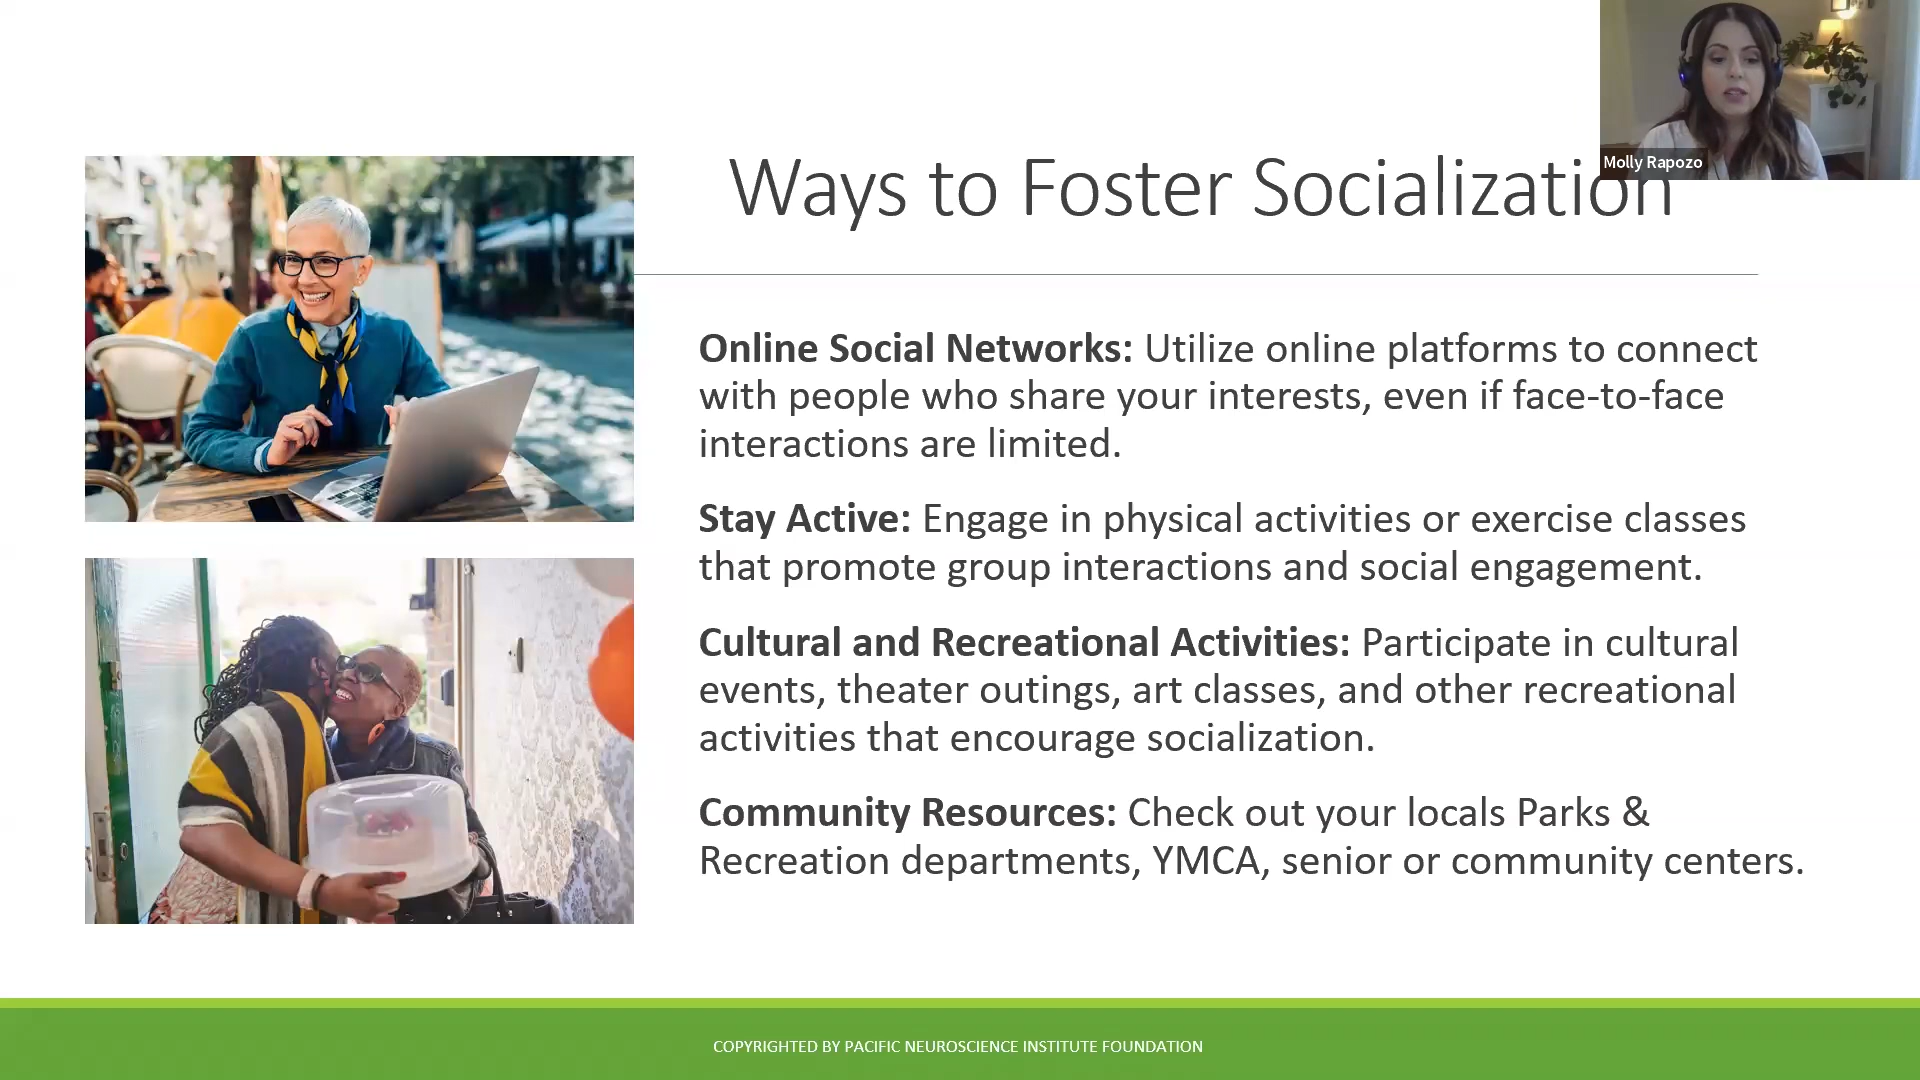 Molly Rapozo
Ways to Foster Socialization
Online Social Networks: Utilize online platforms to connect
with people who share your interests, even if face-to-face
interactions are limited.
Stay Active: Engage in physical activities or exercise classes
that promote group interactions and social engagement.
Cultural and Recreational Activities: Participate in cultural
events, theater outings, art classes, and other recreational
activities that encourage socialization.
Community Resources: Check out your locals Parks &
Recreation departments, YMCA, senior or community centers.
COPYRIGHTED BY PACIFIC NEUROSCIENCE INSTITUTE FOUNDATION